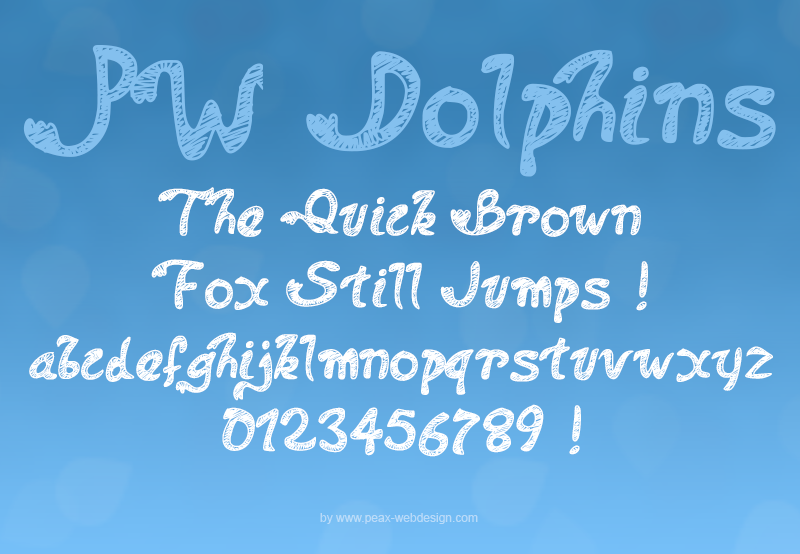 PW Dolphins
The Quick Brown
Fox Still Jumps !
abcdefghijklmnopqrstuvwxyz
0123456789 !
by www.peax-webdesign.com